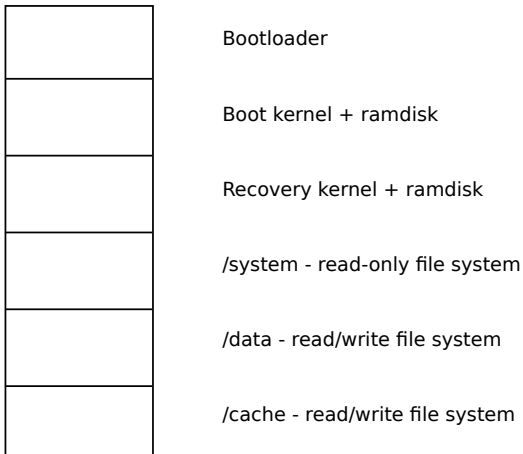 Bootloader
Boot kernel + ramdisk
Recovery kernel + ramdisk
/system - read-only file system
/data - read/write file system
/cache - read/write file system